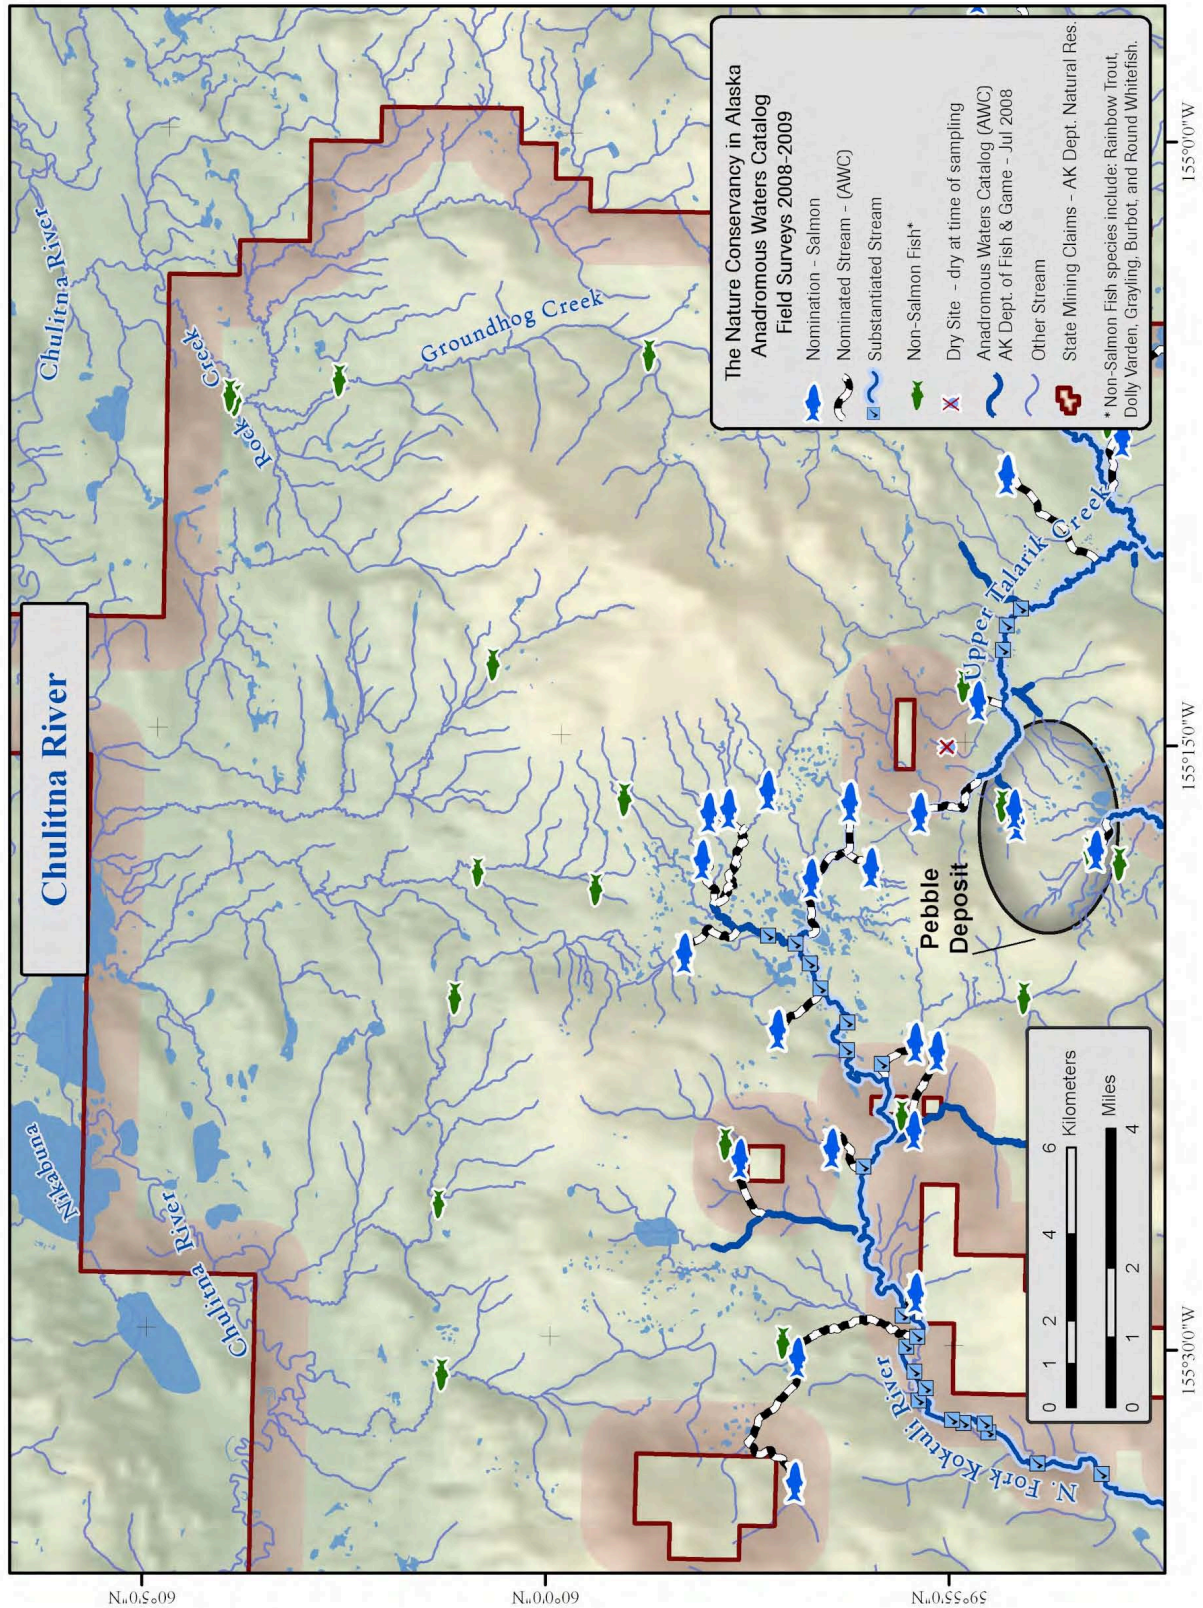 Chulitna River
Chulitna River
Nikabuna
Chulitna
River
Rock
Creek
Groundhog Creek
Upper Talarik Creek
N. Fork Koktuli River
Pebble
Deposit
The Nature Conservancy in Alaska
Anadromous Waters Catalog
Field Surveys 2008-2009
Nomination - Salmon
Nominated Stream - (AWC)
Substantiated Stream
Non-Salmon Fish*
Dry Site - dry at time of sampling
Anadromous Waters Catalog (AWC)
AK Dept. of Fish & Game - Jul 2008
Other Stream
State Mining Claims - AK Dept. Natural Res.
* Non-Salmon Fish species include: Rainbow Trout,
Dolly Varden, Grayling, Burbot, and Round Whitefish.
0 1 2 4 6
Kilometers
Miles
0 1 2 4
155°30'0"W
155°15'0"W
155°0'0"W
60°5'0"N
60°0'0"N
59°55'0"N